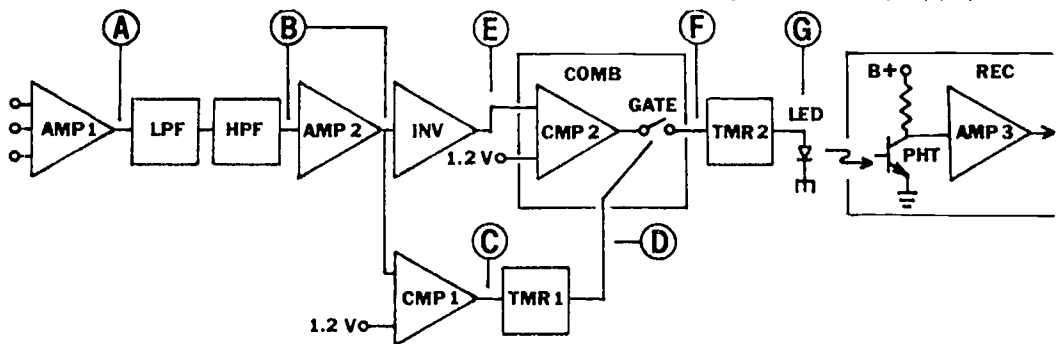 A
B
E
F
G
COMB
GATE
LED
B+
REC
AMP 1
LPF
HPF
AMP 2
INV
CMP 2
TMR 2
PHT
AMP 3
1.2 V
C
D
CMP 1
TMR 1
1.2 V